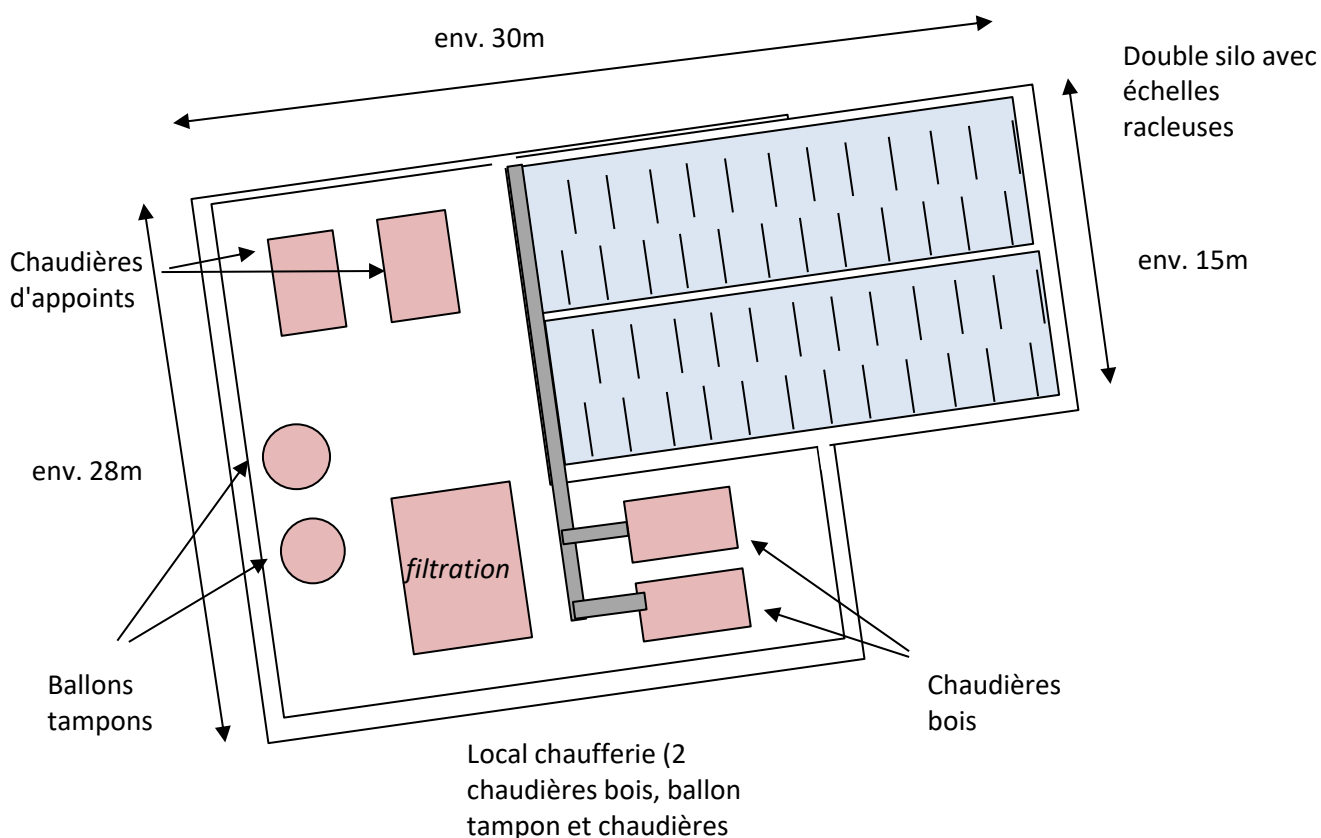 env. 30m
Double silo avec
échelles
racleuses
Chaudières
d'appoints
env. 15m
env. 28m
filtration
Ballons
tampons
Chaudières
bois
Local chaufferie (2
chaudières bois, ballon
tampon et chaudières